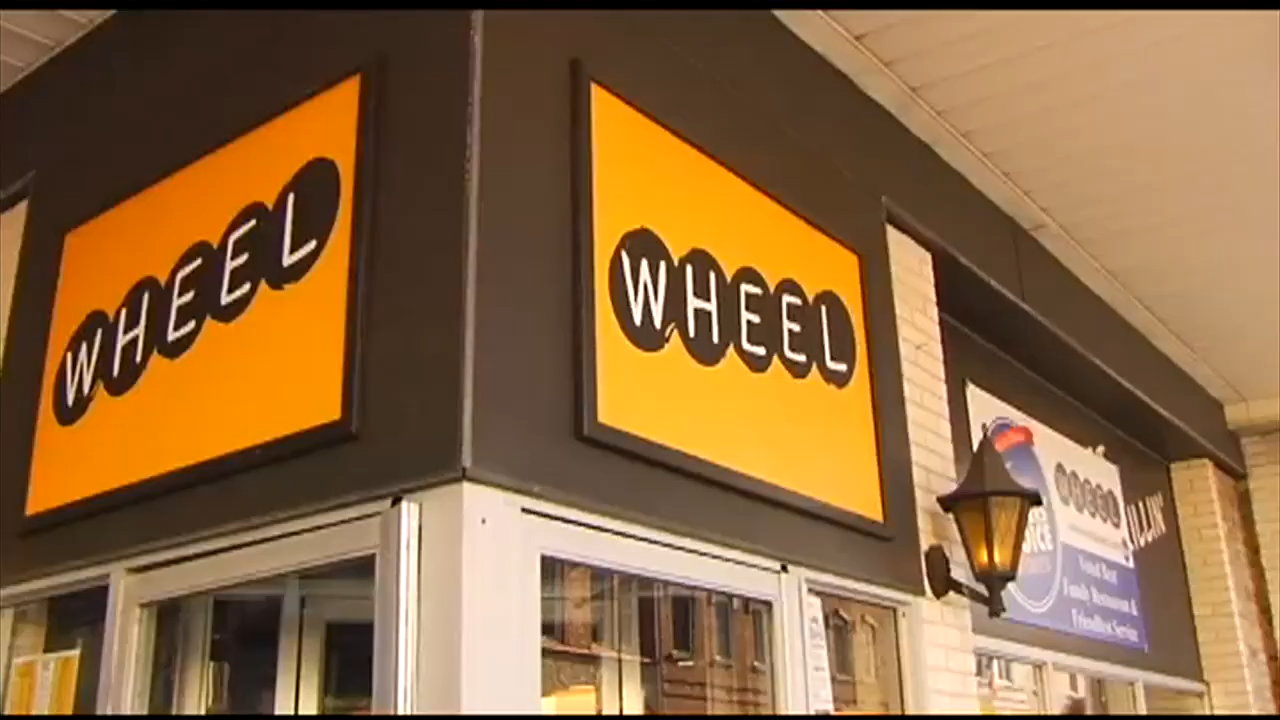 WHEEL
WHEEL
WHEEL
Voted Best
Family Restaurant &
Friendliest Service